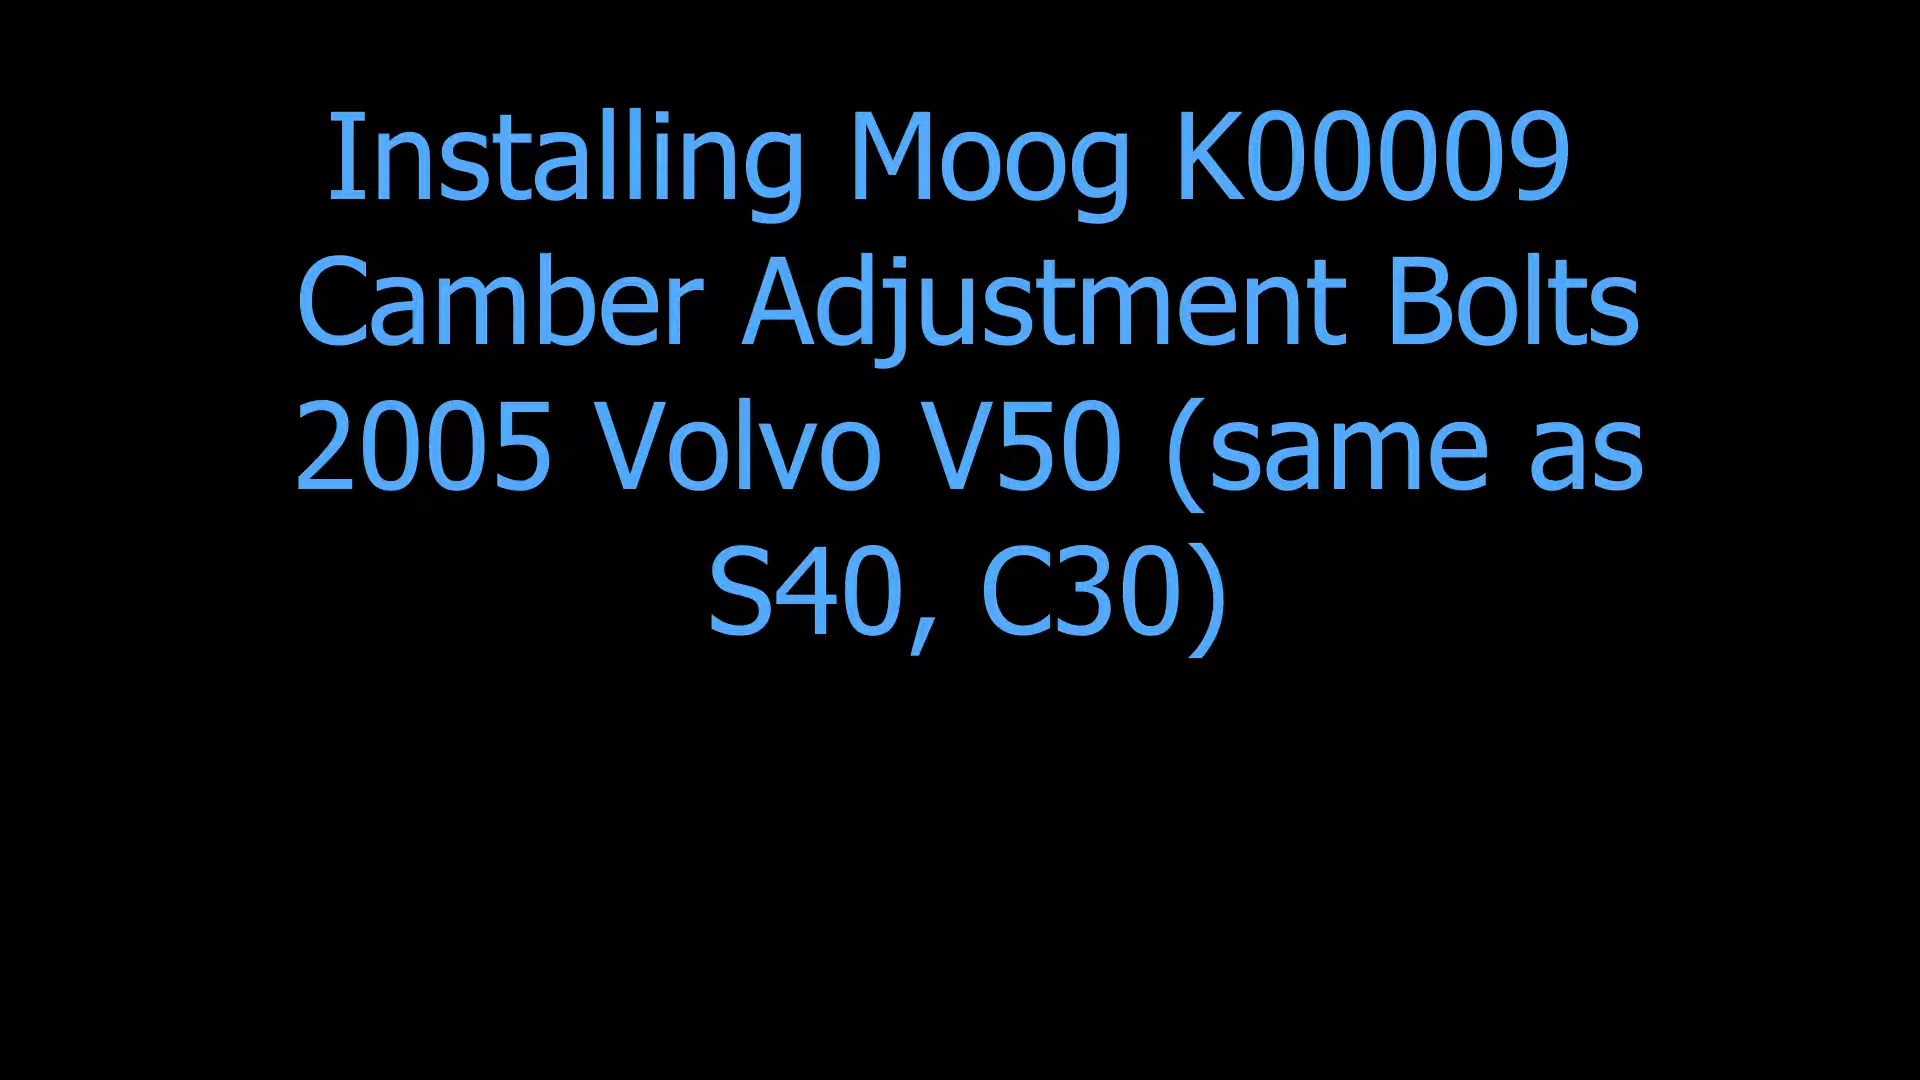 Installing Moog K00009
Camber Adjustment Bolts
2005 Volvo V50 (same as
S40, C30)